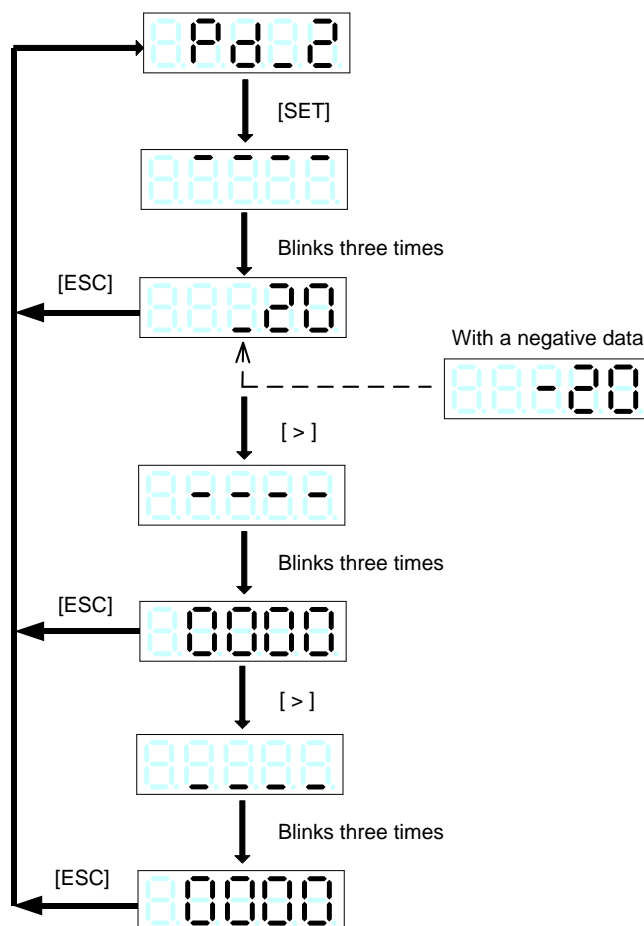 Pd_2
[SET]
- - - -
Blinks three times
[ESC]
_20
With a negative data
-20
[ > ]
- - - -
Blinks three times
[ESC]
0000
[ > ]
_ _ _ _
Blinks three times
[ESC]
0000